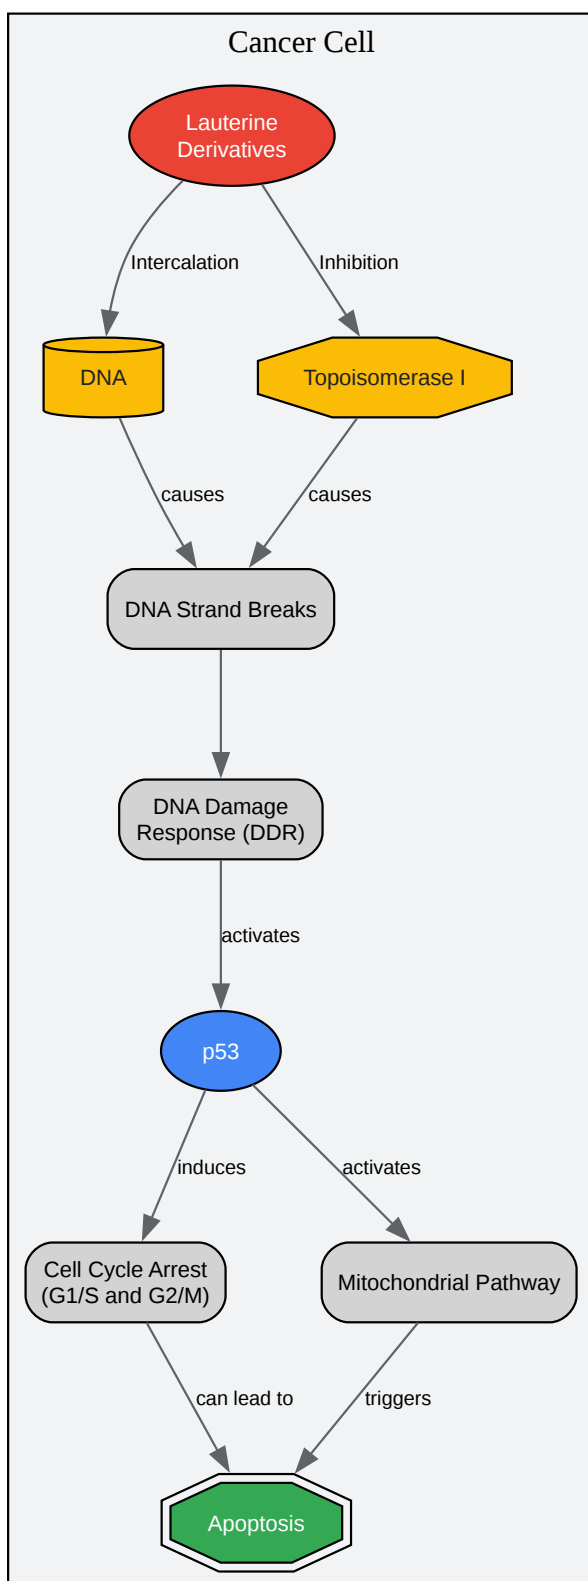 Cancer Cell
Lauterine
Derivatives
Intercalation
Inhibition
DNA
Topoisomerase I
causes
causes
DNA Strand Breaks
DNA Damage
Response (DDR)
activates
p53
induces
activates
Cell Cycle Arrest
(G1/S and G2/M)
Mitochondrial Pathway
can lead to
triggers
Apoptosis